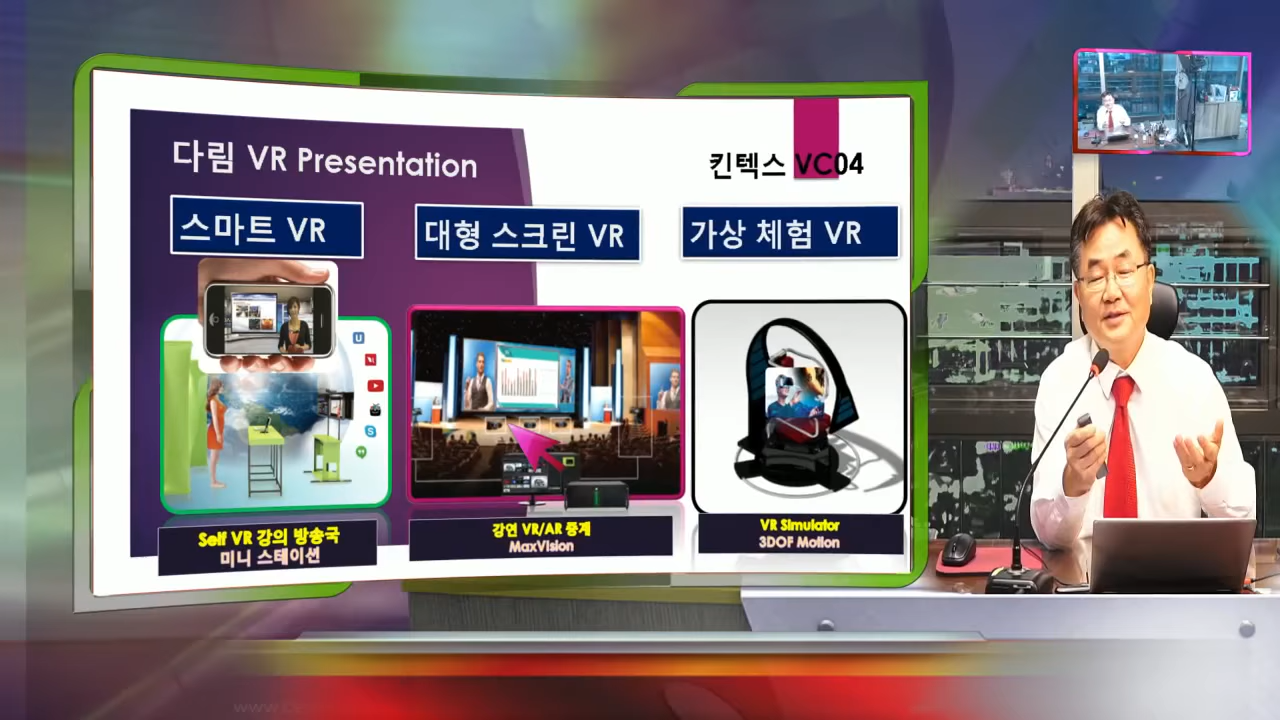 다림 VR Presentation
킨텍스 VC04
스마트 VR
대형 스크린 VR
가상 체험 VR
U
S
Self VR 강의 방송국
미니 스테이션
강연 VR/AR 중계
MaxVision
VR Simulator
3DOF Motion